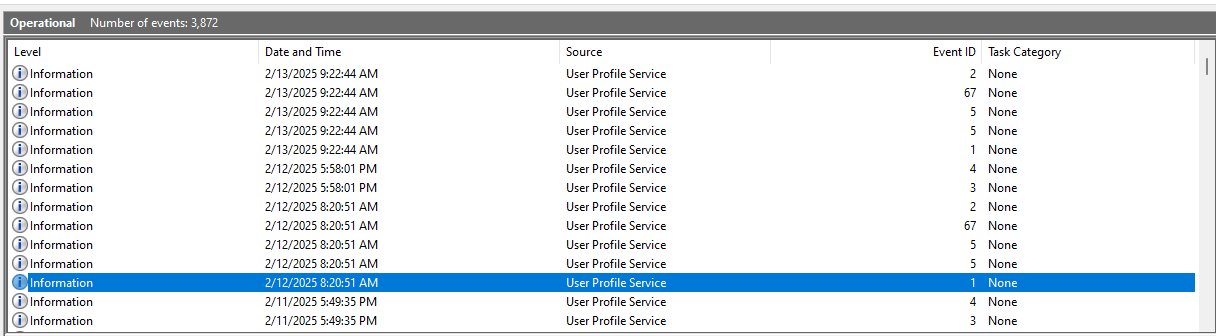 Operational Number of events: 3,872
Level Date and Time Source Event ID Task Category
Information 2/13/2025 9:22:44 AM User Profile Service 2 None
Information 2/13/2025 9:22:44 AM User Profile Service 67 None
Information 2/13/2025 9:22:44 AM User Profile Service 5 None
Information 2/13/2025 9:22:44 AM User Profile Service 5 None
Information 2/13/2025 9:22:44 AM User Profile Service 1 None
Information 2/12/2025 5:58:01 PM User Profile Service 4 None
Information 2/12/2025 5:58:01 PM User Profile Service 3 None
Information 2/12/2025 8:20:51 AM User Profile Service 2 None
Information 2/12/2025 8:20:51 AM User Profile Service 67 None
Information 2/12/2025 8:20:51 AM User Profile Service 5 None
Information 2/12/2025 8:20:51 AM User Profile Service 5 None
Information 2/12/2025 8:20:51 AM User Profile Service 1 None
Information 2/11/2025 5:49:35 PM User Profile Service 4 None
Information 2/11/2025 5:49:35 PM User Profile Service 3 None